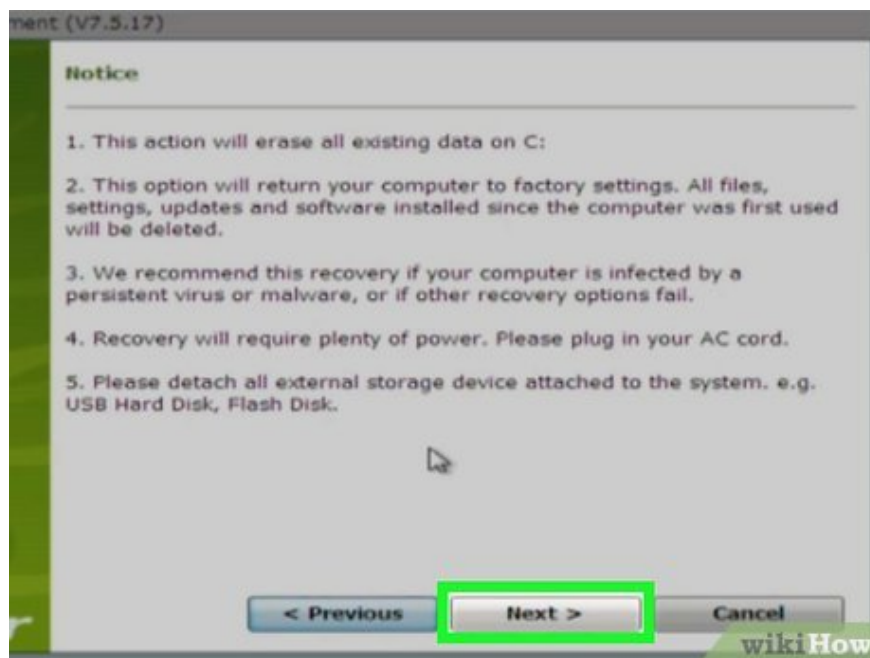 ment (V7.5.17)
Notice
1. This action will erase all existing data on C:
2. This option will return your computer to factory settings. All files,
settings, updates and software installed since the computer was first used
will be deleted.
3. We recommend this recovery if your computer is infected by a
persistent virus or malware, or if other recovery options fail.
4. Recovery will require plenty of power. Please plug in your AC cord.
5. Please detach all external storage device attached to the system. e.g.
USB Hard Disk, Flash Disk.
< Previous
Next >
Cancel
r
wikiHow